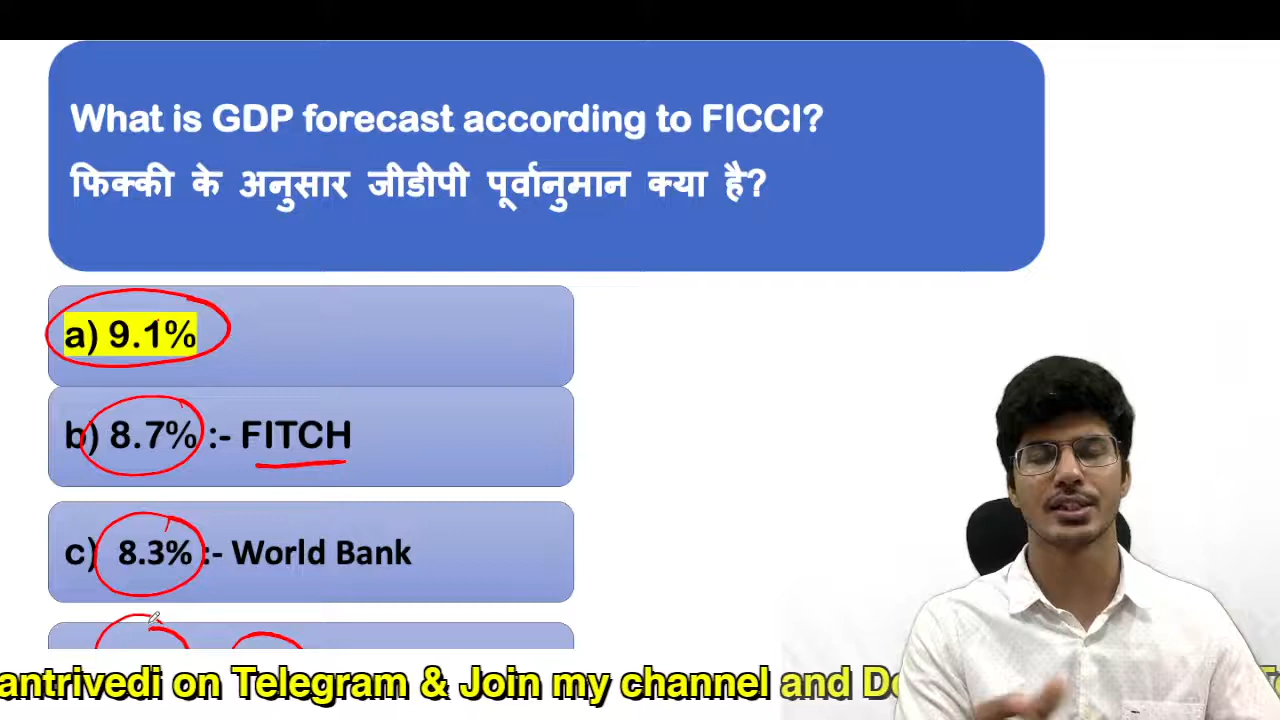 What is GDP forecast according to FICCI?
फिक्की के अनुसार जीडीपी पूर्वानुमान क्या है?
a) 9.1%
b) 8.7% :- FITCH
c) 8.3% :- World Bank
antrivedi on Telegram & Join my channel and Do